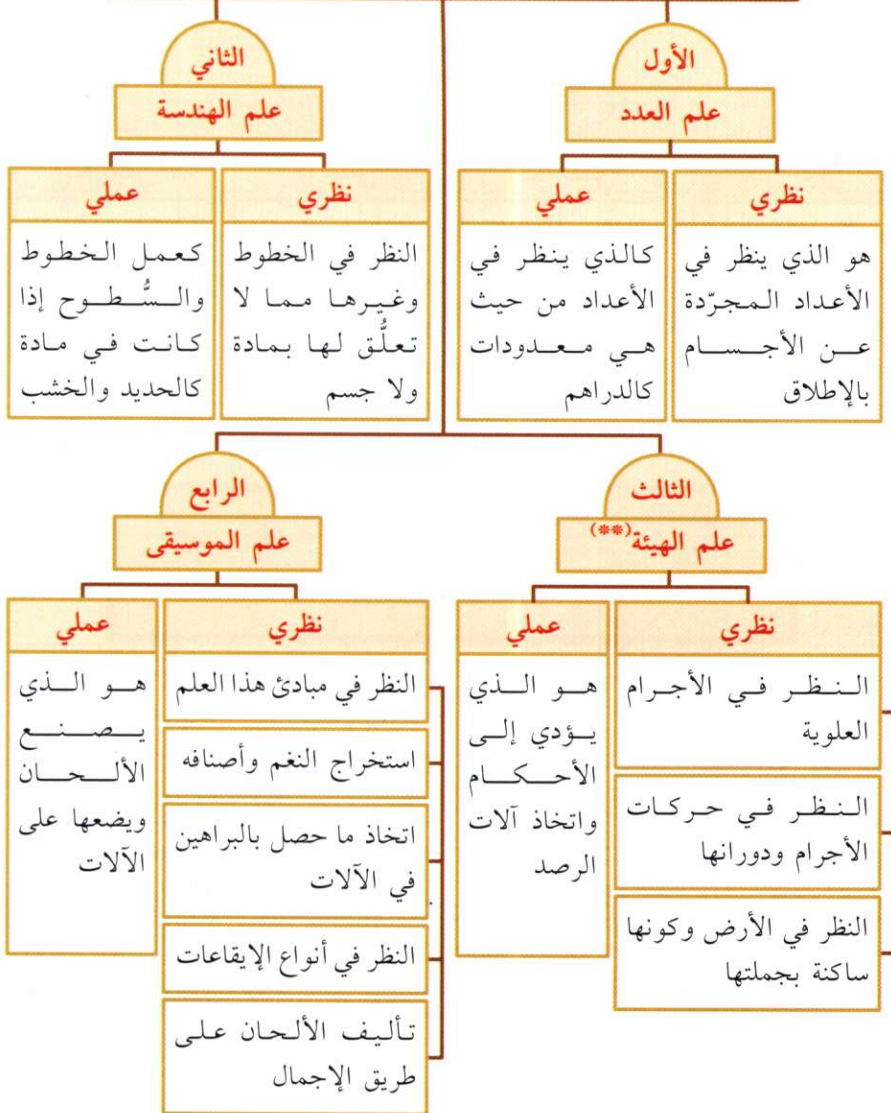 الأول
علم العدد
نظري
هو الذي ينظر في
الأعداد المجرّدة
عن الأجسام
بالإطلاق
عملي
كالذي ينظر في
الأعداد من حيث
هي معدودات
كالدراهم
الثاني
علم الهندسة
نظري
النظر في الخطوط
وغيرها مما لا
تعلُّق لها بمادة
ولا جسم
عملي
كعمل الخطوط
والسُّطوح إذا
كانت في مادة
كالحديد والخشب
الثالث
علم الهيئة(**)
نظري
النظر في الأجرام
العلوية
النظر في حركات
الأجرام ودورانها
النظر في الأرض وكونها
ساكنة بجملتها
عملي
هو الذي
يؤدي إلى
الأحكام
واتخاذ آلات
الرصد
الرابع
علم الموسيقى
نظري
النظر في مبادئ هذا العلم
استخراج النغم وأصنافه
اتخاذ ما حصل بالبراهين
في الآلات
النظر في أنواع الإيقاعات
تأليف الألحان على
طريق الإجمال
عملي
هو الذي
يصنع
الألحان
ويضعها على
الآلات